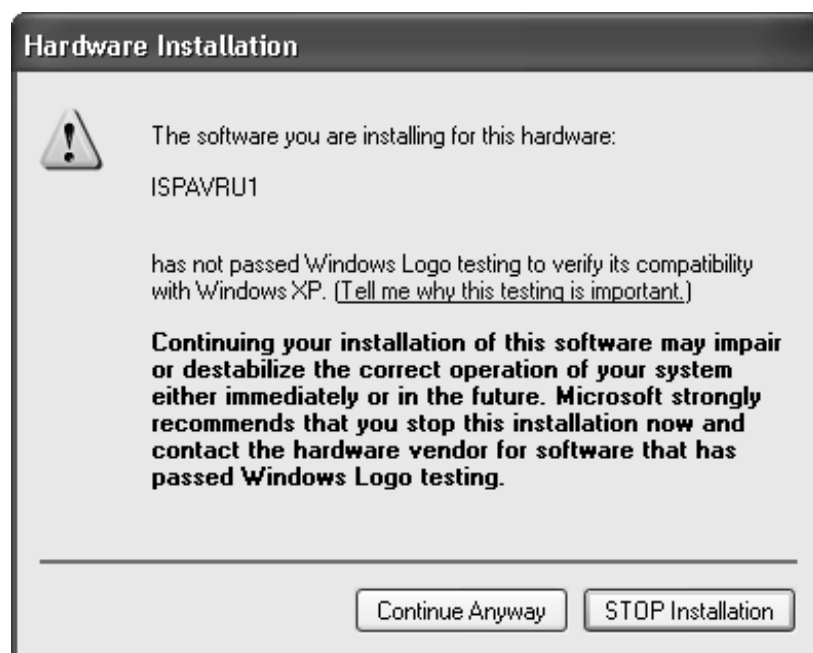 Hardware Installation
The software you are installing for this hardware:
ISPAVRU1
has not passed Windows Logo testing to verify its compatibility
with Windows XP. (Tell me why this testing is important.)
Continuing your installation of this software may impair
or destabilize the correct operation of your system
either immediately or in the future. Microsoft strongly
recommends that you stop this installation now and
contact the hardware vendor for software that has
passed Windows Logo testing.
Continue Anyway
STOP Installation